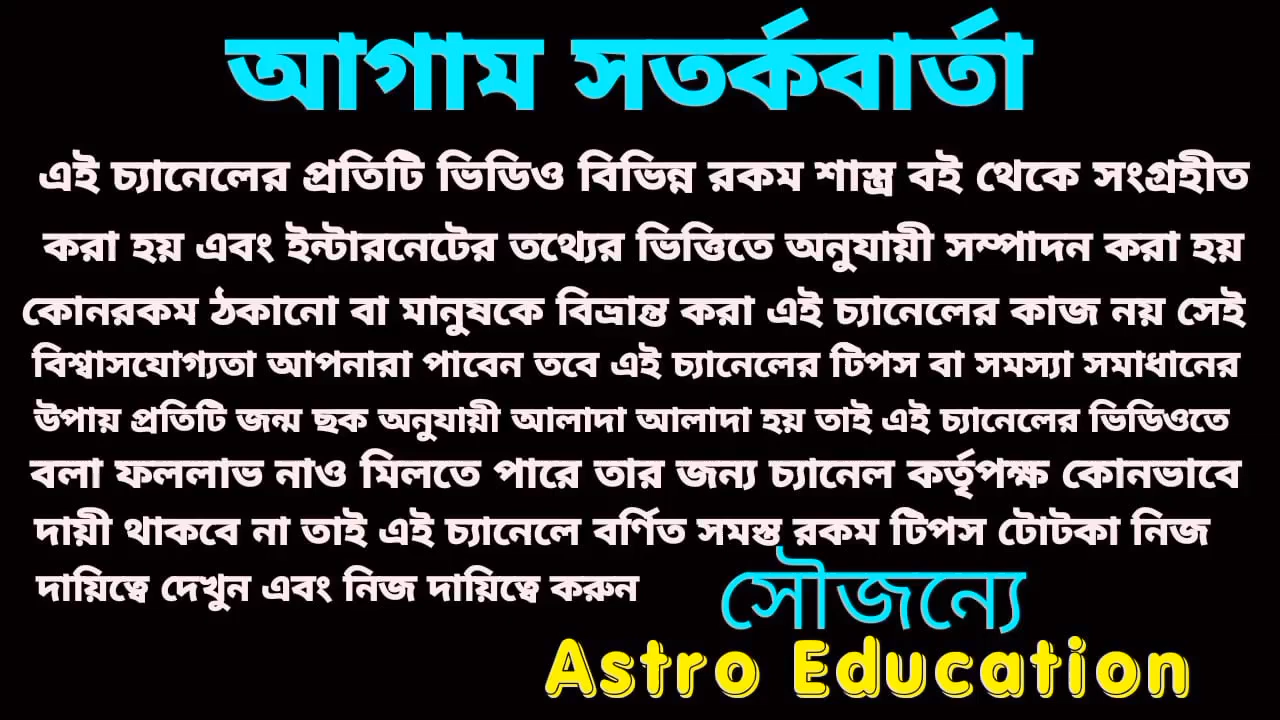 আগাম সতর্কবার্তা
এই চ্যানেলের প্রতিটি ভিডিও বিভিন্ন রকম শাস্ত্র বই থেকে সংগ্রহীত
করা হয় এবং ইন্টারনেটের তথ্যের ভিত্তিতে অনুযায়ী সম্পাদন করা হয়
কোনরকম ঠকানো বা মানুষকে বিভ্রান্ত করা এই চ্যানেলের কাজ নয় সেই
বিশ্বাসযোগ্যতা আপনারা পাবেন তবে এই চ্যানেলের টিপস বা সমস্যা সমাধানের
উপায় প্রতিটি জন্ম ছক অনুযায়ী আলাদা আলাদা হয় তাই এই চ্যানেলের ভিডিওতে
বলা ফললাভ নাও মিলতে পারে তার জন্য চ্যানেল কর্তৃপক্ষ কোনভাবে
দায়ী থাকবে না তাই এই চ্যানেলে বর্ণিত সমস্ত রকম টিপস টোটকা নিজ
দায়িত্বে দেখুন এবং নিজ দায়িত্বে করুন
সৌজন্যে
Astro Education